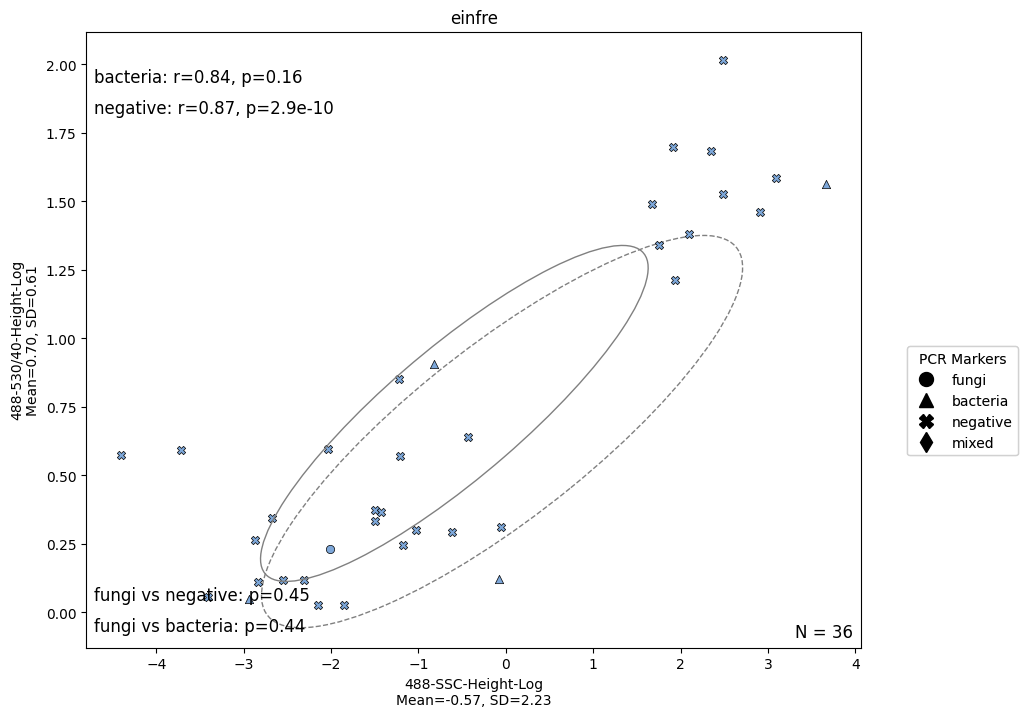 einfre
bacteria: r=0.84, p=0.16
negative: r=0.87, p=2.9e-10
2.00
1.75
1.50
1.25
1.00
0.75
0.50
0.25
0.00
488-530/40-Height-Log
Mean=0.70, SD=0.61
fungi vs negative: p=0.45
fungi vs bacteria: p=0.44
N = 36
−4
−3
−2
−1
0
1
2
3
4
488-SSC-Height-Log
Mean=-0.57, SD=2.23
PCR Markers
fungi
bacteria
negative
mixed